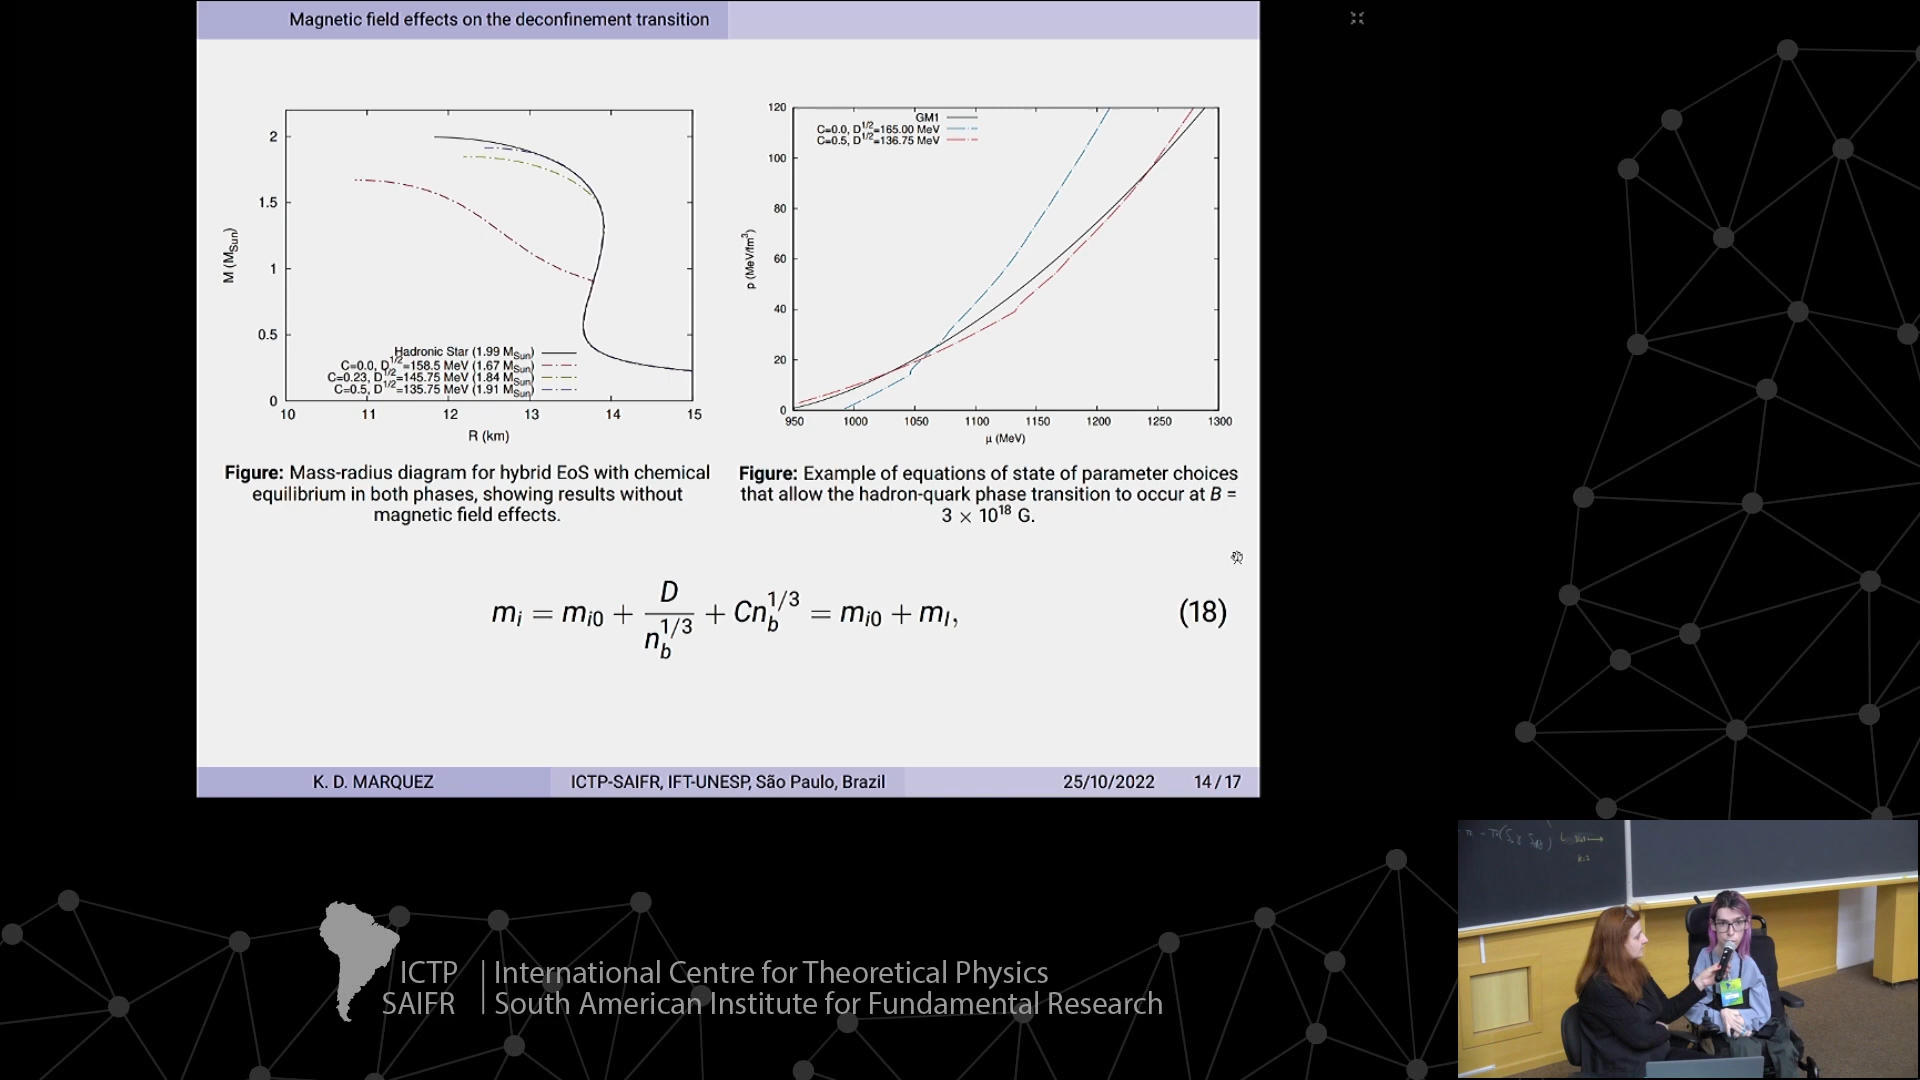 Magnetic field effects on the deconfinement transition
M (M_Sun)
2
1.5
1
0.5
0
Hadronic Star (1.99 M_Sun)
C=0.0, D^1/2=158.5 MeV (1.67 M_Sun)
C=0.23, D^1/2=145.75 MeV (1.84 M_Sun)
C=0.5, D^1/2=135.75 MeV (1.91 M_Sun)
10 11 12 13 14 15
R (km)
p (MeV/fm³)
120
100
80
60
40
20
0
GM1
C=0.0, D^1/2=165.00 MeV
C=0.5, D^1/2=136.75 MeV
950 1000 1050 1100 1150 1200 1250 1300
μ (MeV)
Figure: Mass-radius diagram for hybrid EoS with chemical
equilibrium in both phases, showing results without
magnetic field effects.
Figure: Example of equations of state of parameter choices
that allow the hadron-quark phase transition to occur at B =
3 × 10¹⁸ G.
m_i = m_i0 + D/n_b^1/3 + Cn_b^1/3 = m_i0 + m_I, (18)
K. D. MARQUEZ ICTP-SAIFR, IFT-UNESP, São Paulo, Brazil 25/10/2022 14 / 17
ICTP | International Centre for Theoretical Physics
SAIFR | South American Institute for Fundamental Research